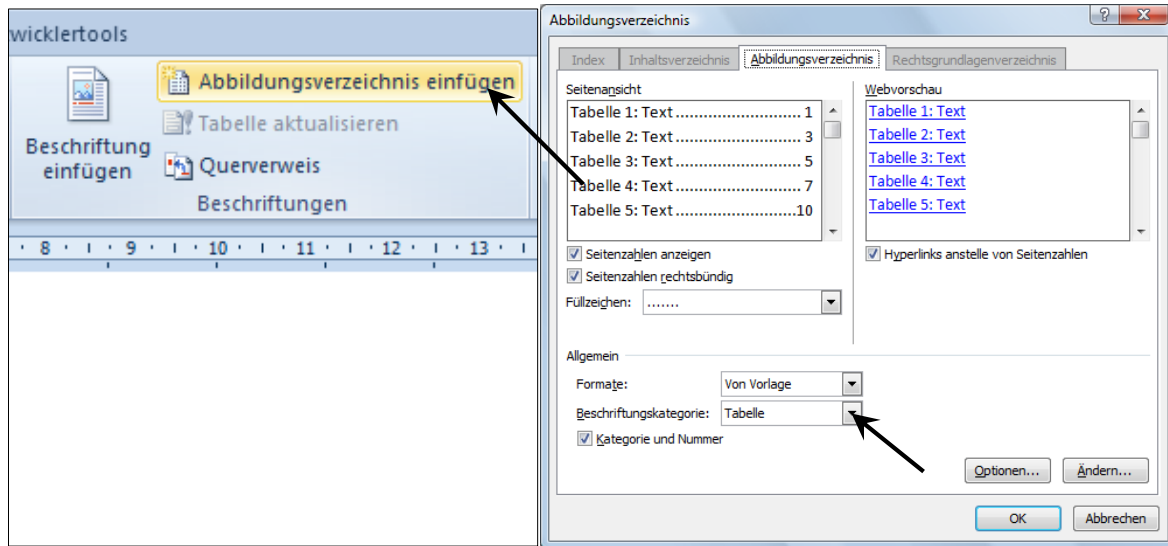 wicklertools
Abbildungsverzeichnis einfügen
Tabelle aktualisieren
Beschriftung
einfügen
Querverweis
Beschriftungen
8 9 10 11 12 13
Abbildungsverzeichnis
Index Inhaltsverzeichnis Abbildungsverzeichnis Rechtsgrundlagenverzeichnis
Seitenansicht
Tabelle 1: Text ............................ 1
Tabelle 2: Text ............................ 3
Tabelle 3: Text ............................ 5
Tabelle 4: Text ............................ 7
Tabelle 5: Text ...........................10
Seitenzahlen anzeigen
Seitenzahlen rechtsbündig
Füllzeichen: .......
Webvorschau
Tabelle 1: Text
Tabelle 2: Text
Tabelle 3: Text
Tabelle 4: Text
Tabelle 5: Text
Hyperlinks anstelle von Seitenzahlen
Allgemein
Formate: Von Vorlage
Beschriftungskategorie: Tabelle
Kategorie und Nummer
Optionen... Ändern...
OK Abbrechen